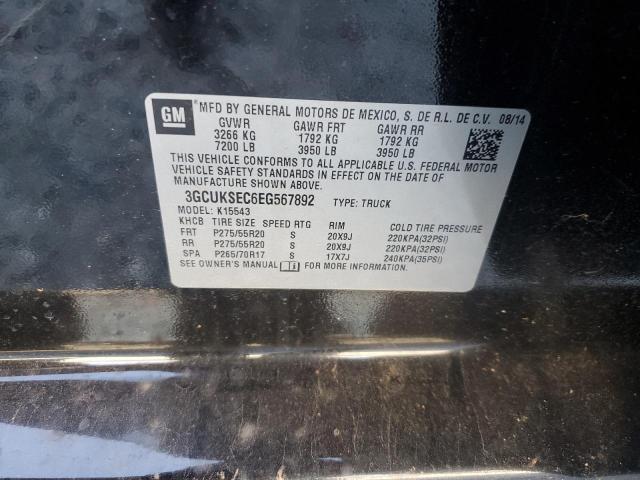 GM
MFD BY GENERAL MOTORS DE MEXICO, S. DE R.L. DE C.V. 08/14
GVWR GAWR FRT GAWR RR
3266 KG 1792 KG 1792 KG
7200 LB 3950 LB 3950 LB
THIS VEHICLE CONFORMS TO ALL APPLICABLE U.S. FEDERAL MOTOR
VEHICLE SAFETY STANDARDS IN EFFECT ON THE DATE OF
MANUFACTURE SHOWN ABOVE.
3GCUKSEC6EG567892 TYPE: TRUCK
MODEL: K15543
KHCB TIRE SIZE SPEED RTG RIM COLD TIRE PRESSURE
FRT P275/55R20 S 20X9J 220KPA(32PSI)
RR P275/55R20 S 20X9J 220KPA(32PSI)
SPA P265/70R17 S 17X7J 240KPA(35PSI)
SEE OWNER'S MANUAL FOR MORE INFORMATION.